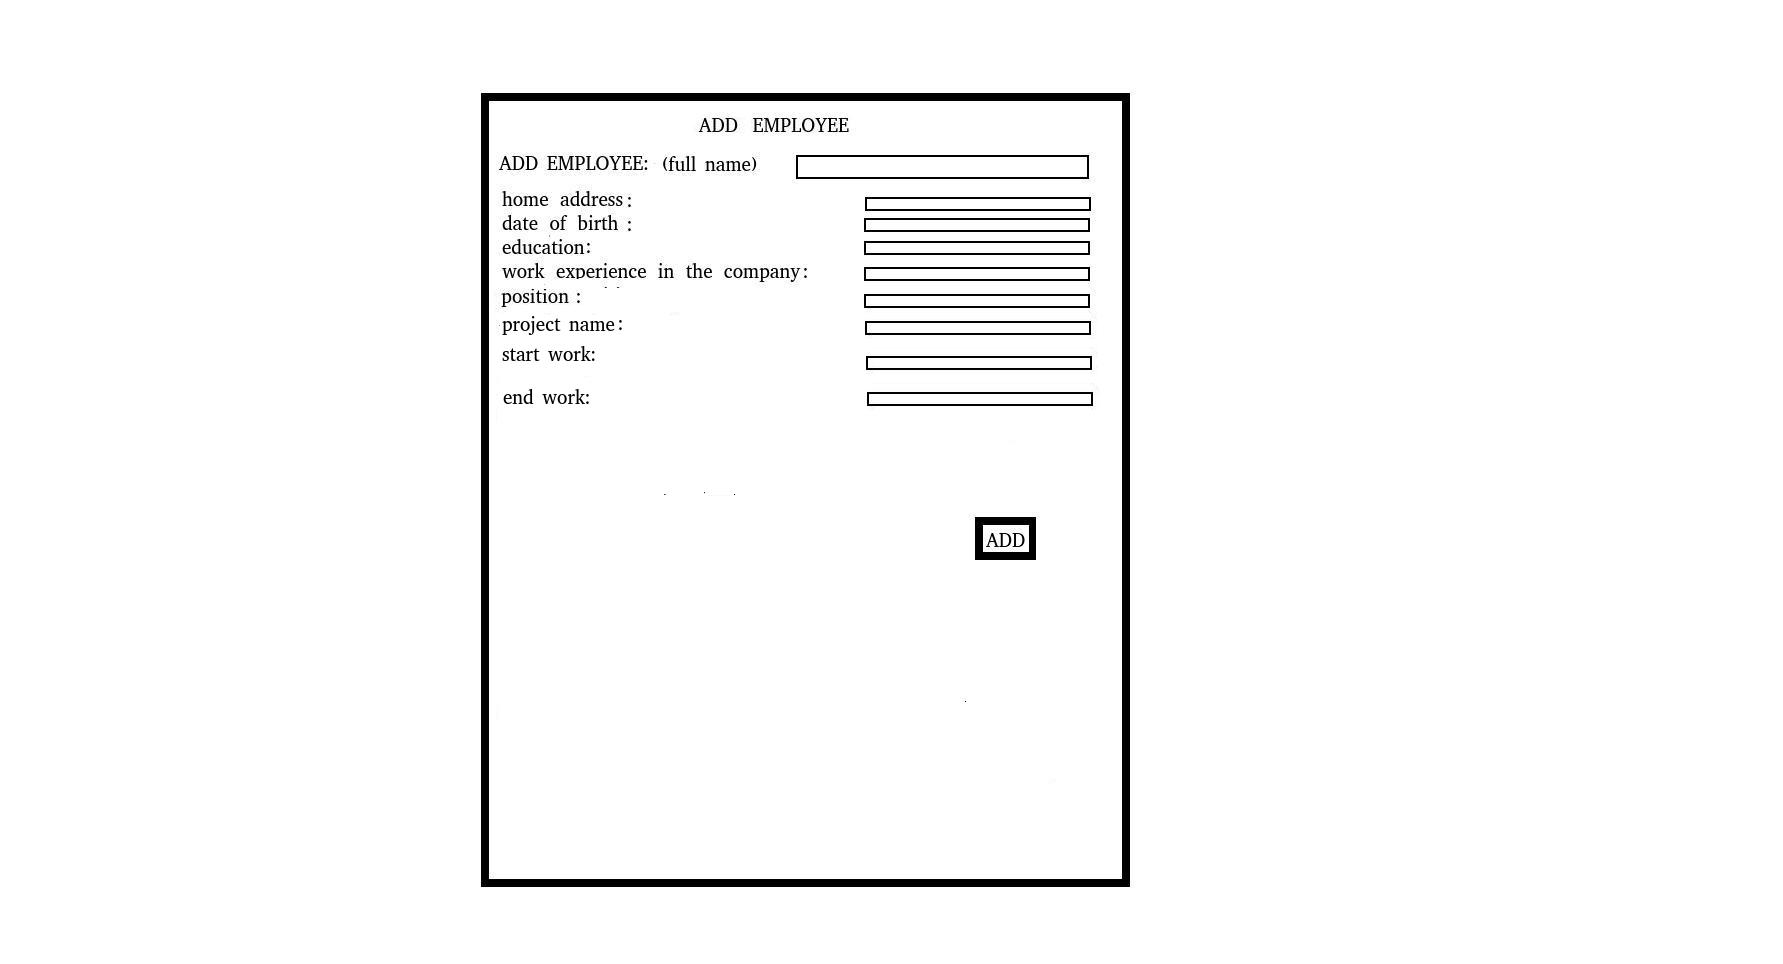 ADD EMPLOYEE
ADD EMPLOYEE: (full name)
home address :
date of birth :
education:
work experience in the company:
position :
project name:
start work:
end work:
ADD